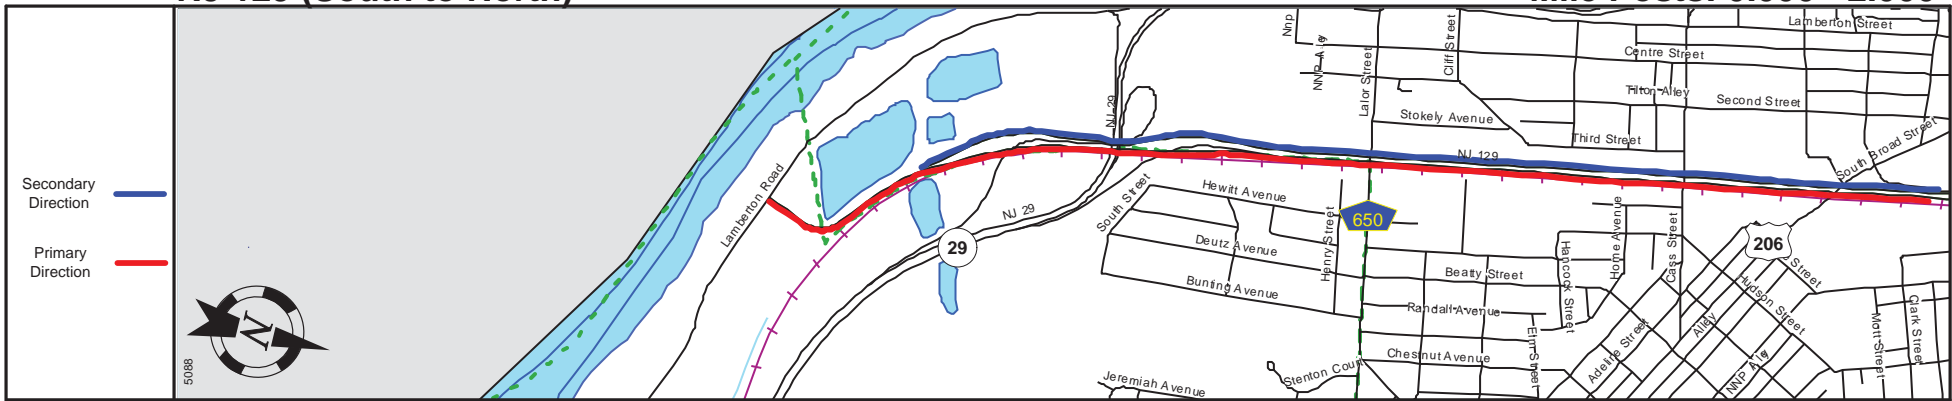 Secondary
Direction
Primary
Direction
5088
N
Lamberton Road
NJ 29
NJ 29
29
South Street
Nnp
NNP Aly
Lalor Street
Cliff Street
Lamberton Street
Centre Street
Tilton Alley
Second Street
Stokely Avenue
Third Street
NJ 129
South Broad Street
Hewitt Avenue
Deutz Avenue
Bunting Avenue
Henry Street
650
Beatty Street
Randall Avenue
Chestnut Avenue
Stenton Court
Jeremiah Avenue
Hancock Street
Home Avenue
Cass Street
Elm Street
Adeline Street
Alley
NNP Aly
206
Street
Hudson Street
Mott Street
Clark Street